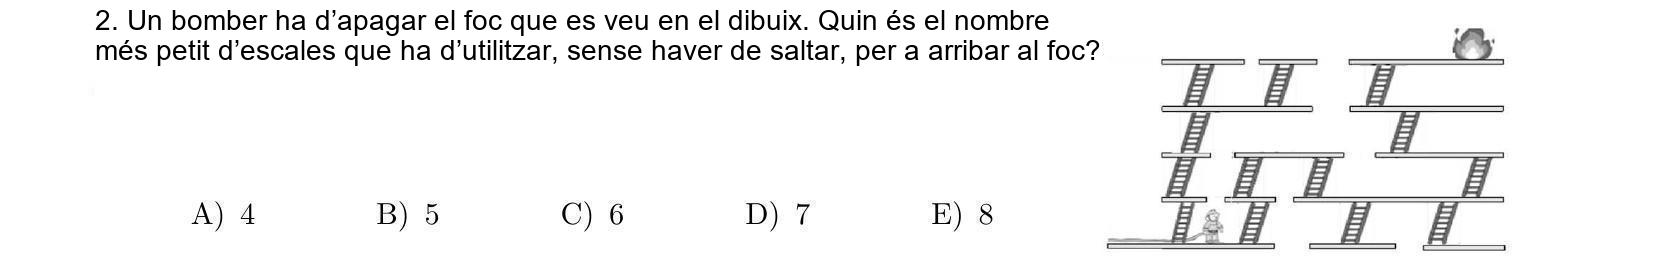 2. Un bomber ha d’apagar el foc que es veu en el dibuix. Quin és el nombre
més petit d’escales que ha d’utilitzar, sense haver de saltar, per a arribar al foc?
A) 4 B) 5 C) 6 D) 7 E) 8